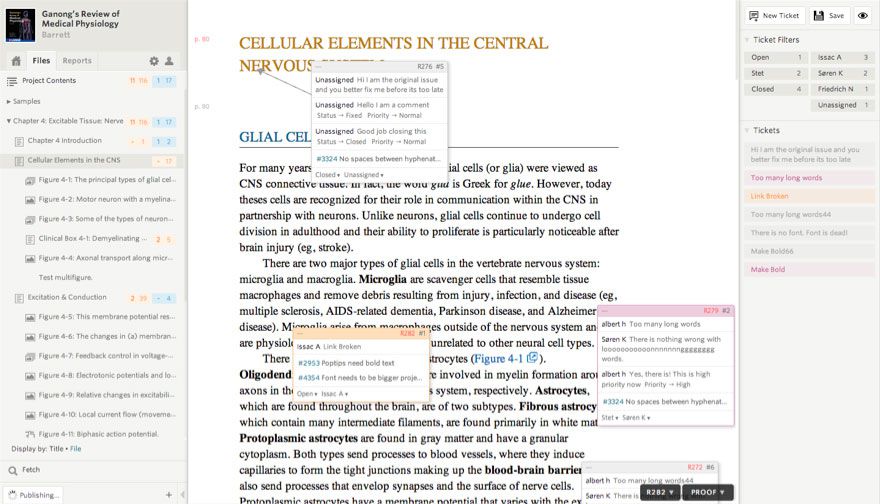 Ganong's Review of
Medical Physiology
Barrett
Files
Reports
Project Contents
11 116
1 17
Samples
Chapter 4: Excitable Tissue: Nerve
11 116
1 17
Chapter 4 Introduction
- 1
1 2
Cellular Elements in the CNS
- 17
Figure 4-1: The principal types of glial cel...
Figure 4-2: Motor neuron with a myelina...
Figure 4-3: Some of the types of neuron...
Clinical Box 4-1: Demyelinating ...
2 5
Figure 4-4: Axonal transport along micr...
Test multifigure.
Excitation & Conduction
2 39
- 4
Figure 4-5: This membrane potential res...
Figure 4-6: The changes in (a) membran...
Figure 4-7: Feedback control in voltage-...
Figure 4-8: Electrotonic potentials and lo...
Figure 4-9: Relative changes in excitabili...
Figure 4-10: Local current flow (moveme...
Figure 4-11: Biphasic action potential.
Display by: Title • File
Fetch
Publishing...
+
p. 80
p. 80
CELLULAR ELEMENTS IN THE CENTRAL
NERVOUS SYSTEM
R276 #5
Unassigned Hi I am the original issue
and you better fix me before its too late
Unassigned Hello I am a comment
Status → Fixed Priority → Normal
Unassigned Good job closing this
Status → Closed Priority → Normal
#3324 No spaces between hyphenat...
Closed ▾ Unassigned ▾
GLIAL CEL
For many years
ial cells (or glia) were viewed as
CNS connective tissue. In fact, the word glia is Greek for glue. However, today
theses cells are recognized for their role in communication within the CNS in
partnership with neurons. Unlike neurons, glial cells continue to undergo cell
division in adulthood and their ability to proliferate is particularly noticeable after
brain injury (eg, stroke).
There are two major types of glial cells in the vertebrate nervous system:
microglia and macroglia. Microglia are scavenger cells that resemble tissue
macrophages and remove debris resulting from injury, infection, and disease (eg,
multiple sclerosis, AIDS-related dementia, Parkinson disease, and Alzheimer
disease). Microglia arise from macrophages outside of the nervous system an
are physiol
unrelated to other neural cell types.
There
strocytes (Figure 4-1 ).
Oligodend
re involved in myelin formation arou
axons in th
s system, respectively. Astrocytes,
which are found throughout the brain, are of two subtypes. Fibrous astrocy
which contain many intermediate filaments, are found primarily in white mat
Protoplasmic astrocytes are found in gray matter and have a granular
cytoplasm. Both types send processes to blood vessels, where they induce
capillaries to form the tight junctions making up the blood-brain barrier
also send processes that envelop synapses and the surface of nerve cells.
Protoplasmic astrocytes have a membrane potential that varies with the ex
R282 #1
Issac A Link Broken
#2953 Poptips need bold text
#4354 Font needs to be bigger proje...
Open ▾ Issac A ▾
R279 #2
albert h Too many long words
Søren K There is nothing wrong with
looooooooooonnnnnnggggggg
words.
albert h Yes, there is! This is high
priority now Priority → High
#3324 No spaces between hyphenat...
Stet ▾ Søren K ▾
R272 #6
albert h Too many long words44
Søren K There is n
R282 ▼
PROOF ▼
New Ticket
Save
Ticket Filters
Open 1
Issac A 3
Stet 2
Søren K 2
Closed 4
Friedrich N 1
Unassigned 1
Tickets
Hi I am the original issue and you
better fix me before its too late
Too many long words
Link Broken
Too many long words44
There is no font. Font is dead!
Make Bold66
Make Bold